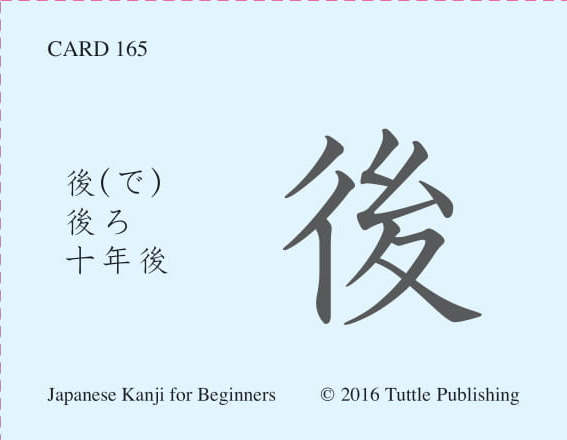 CARD 165
後(で)
後ろ
十年後
後
Japanese Kanji for Beginners
© 2016 Tuttle Publishing